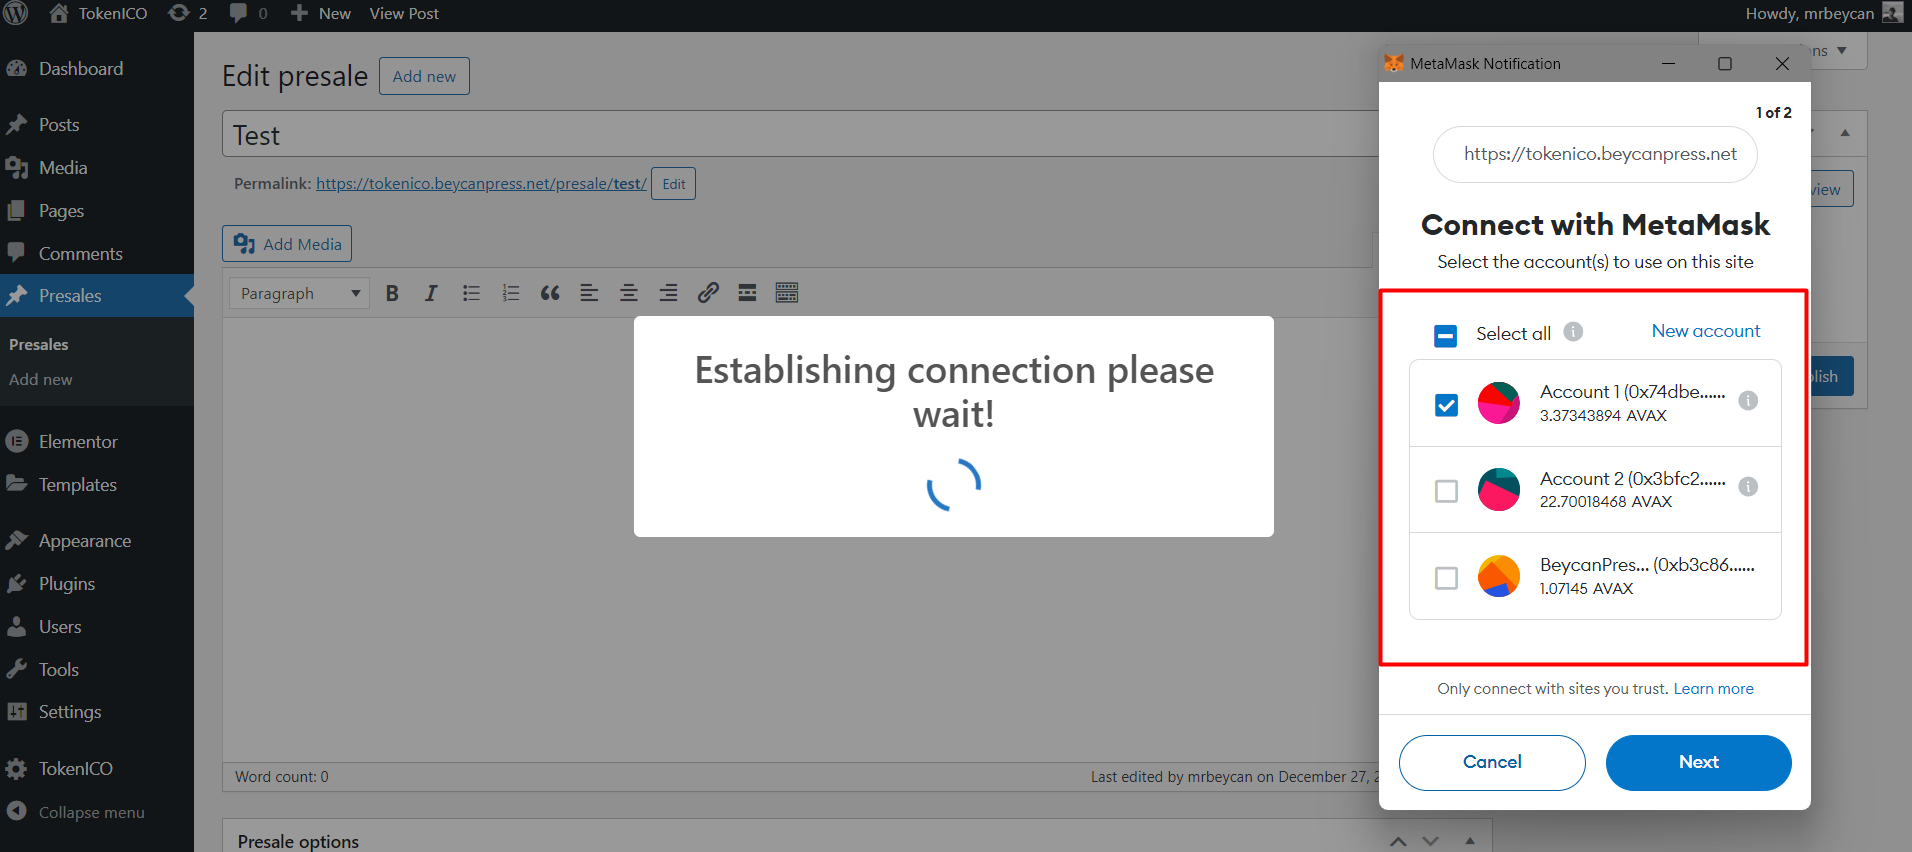 TokenICO
2
0
New
View Post
Howdy, mrbeycan
Dashboard
Posts
Media
Pages
Comments
Presales
Presales
Add new
Elementor
Templates
Appearance
Plugins
Users
Tools
Settings
TokenICO
Collapse menu
Edit presale
Add new
Test
Permalink: https://tokenico.beycanpress.net/presale/test/
Edit
Add Media
Paragraph
Establishing connection please
wait!
Word count: 0
Last edited by mrbeycan on December 27, 2
Presale options
MetaMask Notification
1 of 2
https://tokenico.beycanpress.net
Connect with MetaMask
Select the account(s) to use on this site
Select all
New account
Account 1 (0x74dbe......
3.37343894 AVAX
Account 2 (0x3bfc2......
22.70018468 AVAX
BeycanPres... (0xb3c86......
1.07145 AVAX
Only connect with sites you trust. Learn more
Cancel
Next